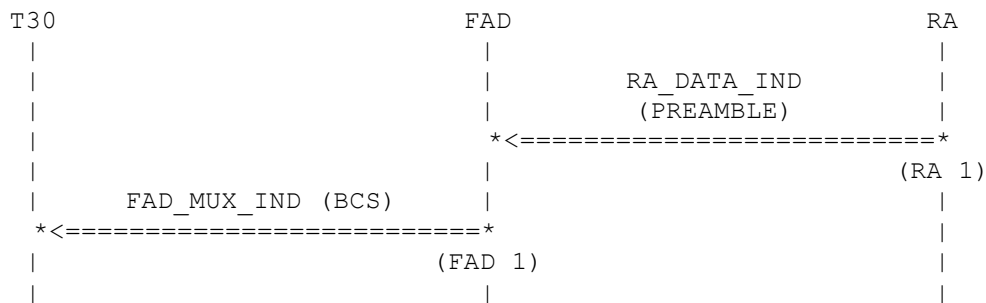 T30 FAD RA
| | |
| | RA_DATA_IND |
| | (PREAMBLE) |
| *<==========================*
| | (RA 1)
| FAD_MUX_IND (BCS) | |
*<==========================* |
| (FAD 1) |
| | |